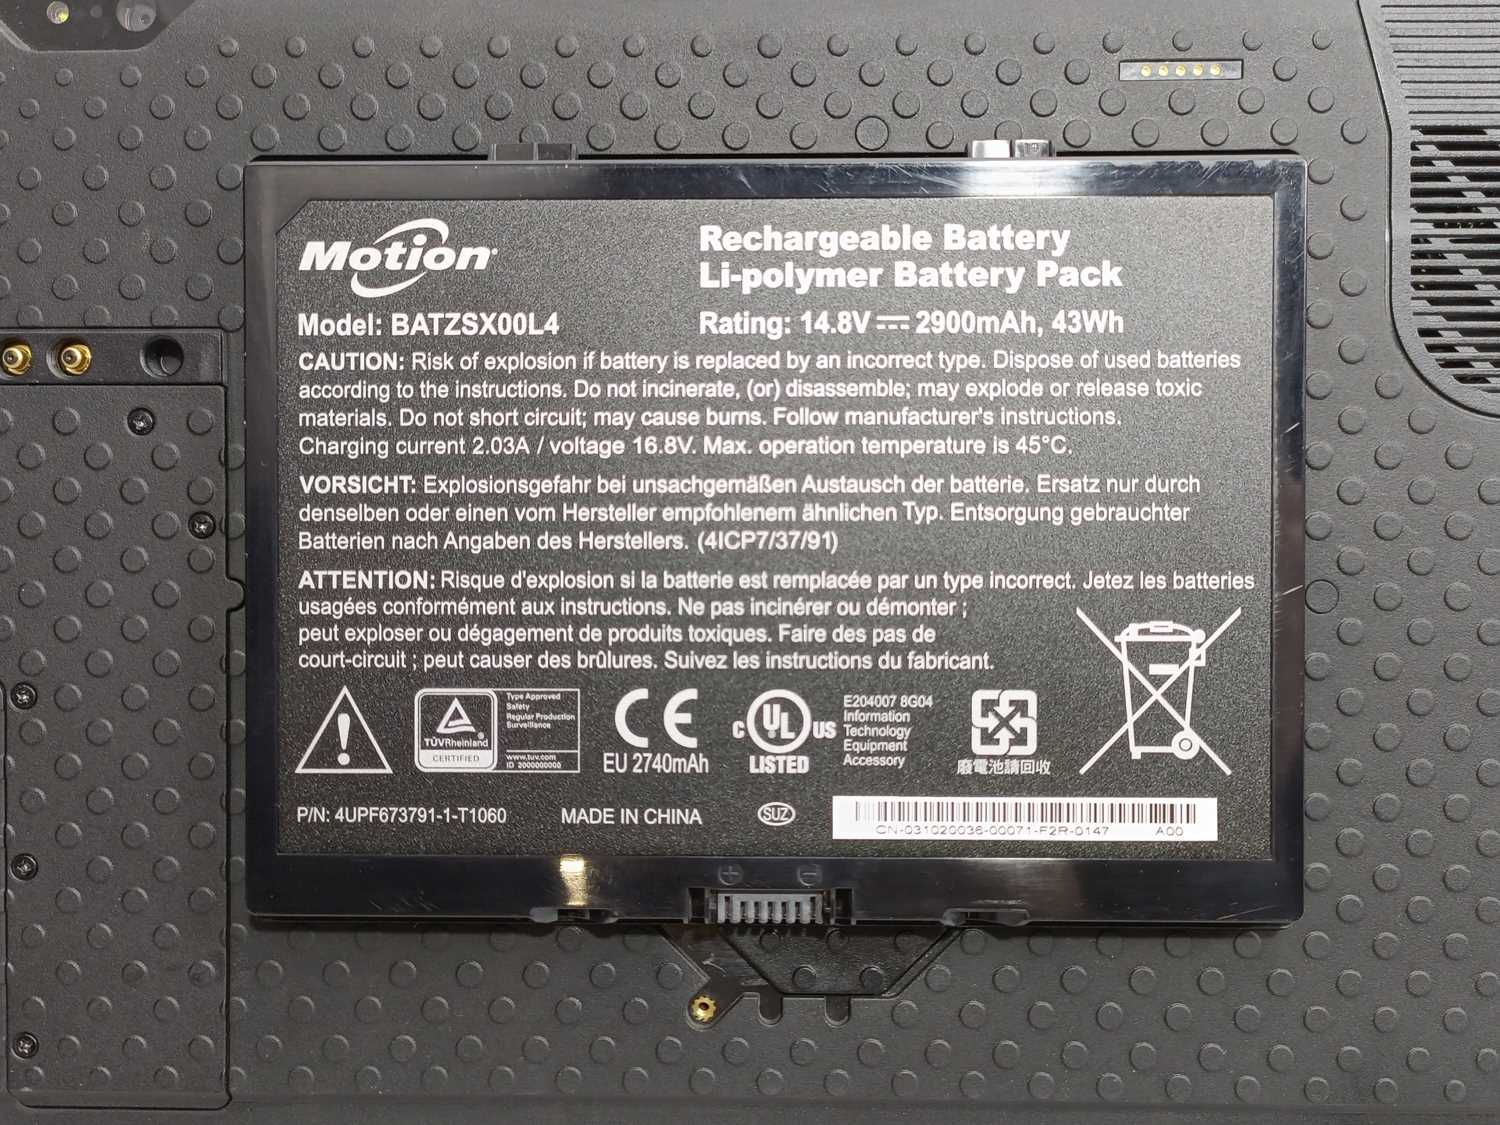 Motion
Rechargeable Battery
Li-polymer Battery Pack
Model: BATZSX00L4
Rating: 14.8V 2900mAh, 43Wh
CAUTION: Risk of explosion if battery is replaced by an incorrect type. Dispose of used batteries
according to the instructions. Do not incinerate, (or) disassemble; may explode or release toxic
materials. Do not short circuit; may cause burns. Follow manufacturer's instructions.
Charging current 2.03A / voltage 16.8V. Max. operation temperature is 45°C.
VORSICHT: Explosionsgefahr bei unsachgemäßen Austausch der batterie. Ersatz nur durch
denselben oder einen vom Hersteller empfohlenem ähnlichen Typ. Entsorgung gebrauchter
Batterien nach Angaben des Herstellers. (4ICP7/37/91)
ATTENTION: Risque d'explosion si la batterie est remplacée par un type incorrect. Jetez les batteries
usagées conformément aux instructions. Ne pas incinérer ou démonter ;
peut exploser ou dégagement de produits toxiques. Faire des pas de
court-circuit ; peut causer des brûlures. Suivez les instructions du fabricant.
TÜVRheinland®
CERTIFIED
Type Approved
Safety
Regular Production
Surveillance
www.tuv.com
ID 2000000000
CE
EU 2740mAh
c UL US
LISTED
E204007 8G04
Information
Technology
Equipment
Accessory
廢電池請回收
P/N: 4UPF673791-1-T1060
MADE IN CHINA
SUZ
CN-031020036-00071-F2R-0147 A00
+ −